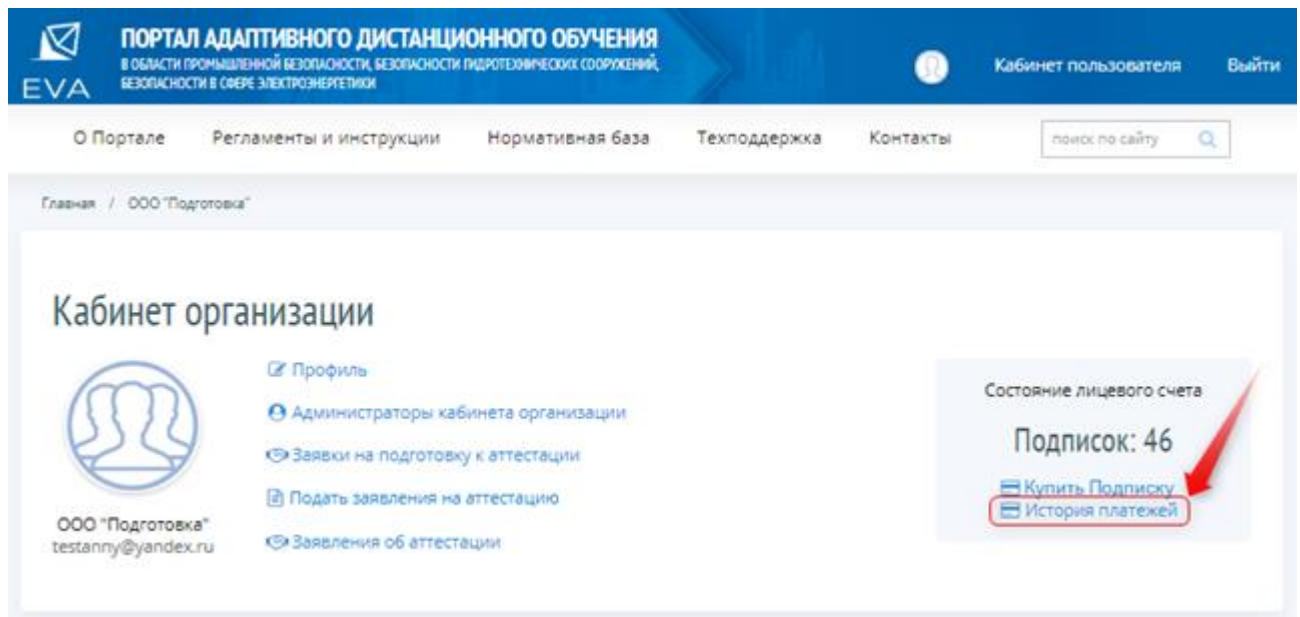 EVA
ПОРТАЛ АДАПТИВНОГО ДИСТАНЦИОННОГО ОБУЧЕНИЯ
В ОБЛАСТИ ПРОМЫШЛЕННОЙ БЕЗОПАСНОСТИ, БЕЗОПАСНОСТИ ГИДРОТЕХНИЧЕСКИХ СООРУЖЕНИЙ,
БЕЗОПАСНОСТИ В СФЕРЕ ЭЛЕКТРОЭНЕРГЕТИКИ
Кабинет пользователя Выйти
О Портале Регламенты и инструкции Нормативная база Техподдержка Контакты поиск по сайту
Главная / ООО "Подготовка"
Кабинет организации
Профиль
Администраторы кабинета организации
Заявки на подготовку к аттестации
Подать заявления на аттестацию
Заявления об аттестации
ООО "Подготовка"
testanny@yandex.ru
Состояние лицевого счета
Подписок: 46
Купить Подписку
История платежей